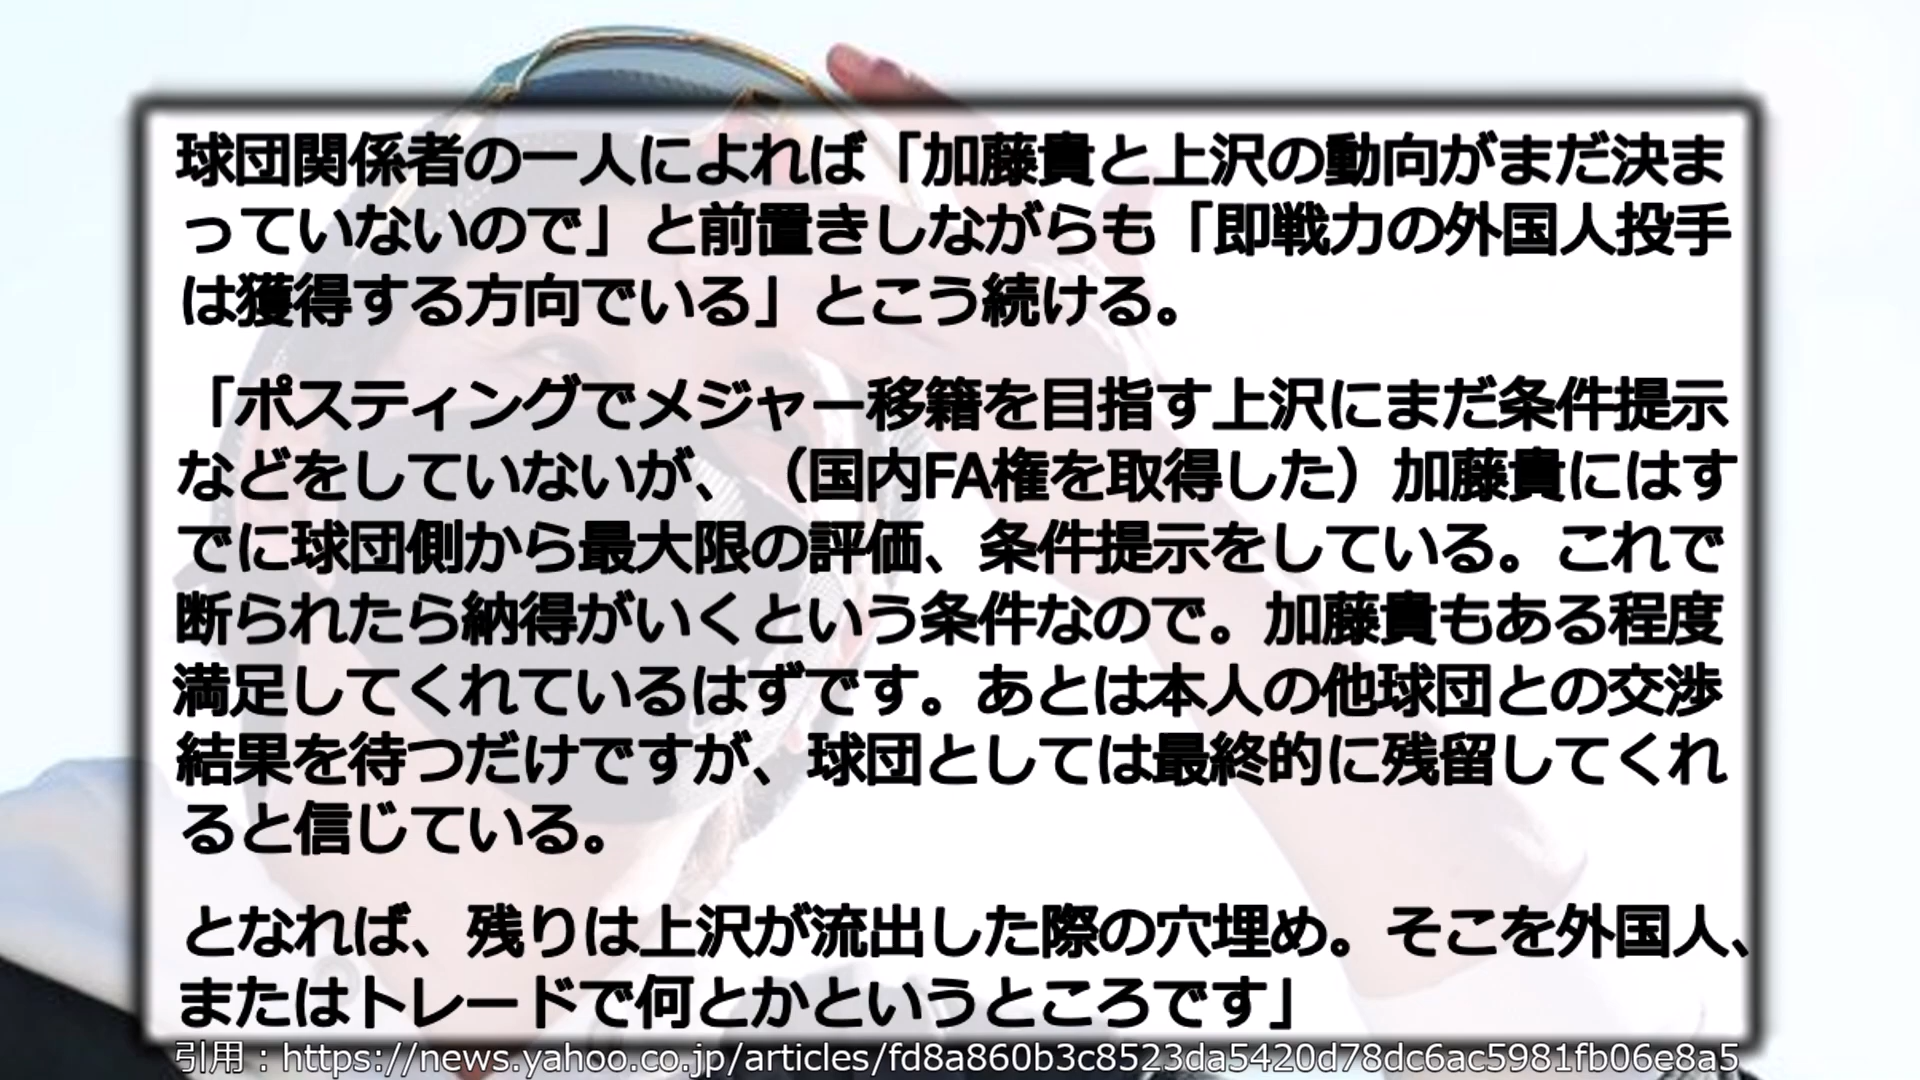 球団関係者の一人によれば「加藤貴と上沢の動向がまだ決ま
っていないので」と前置きしながらも「即戦力の外国人投手
は獲得する方向でいる」とこう続ける。
「ポスティングでメジャー移籍を目指す上沢にまだ条件提示
などをしていないが、（国内FA権を取得した）加藤貴にはす
でに球団側から最大限の評価、条件提示をしている。これで
断られたら納得がいくという条件なので。加藤貴もある程度
満足してくれているはずです。あとは本人の他球団との交渉
結果を待つだけですが、球団としては最終的に残留してくれ
ると信じている。
となれば、残りは上沢が流出した際の穴埋め。そこを外国人、
またはトレードで何とかというところです」
引用：https://news.yahoo.co.jp/articles/fd8a860b3c8523da5420d78dc6ac5981fb06e8a5